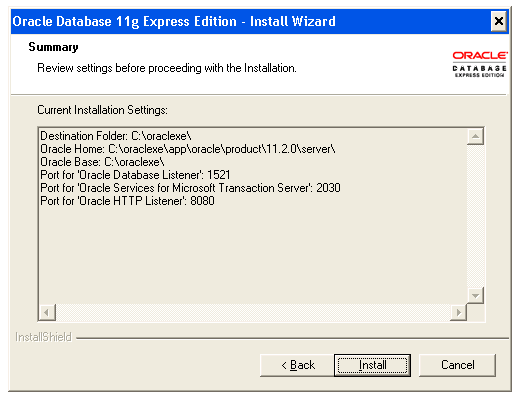 Oracle Database 11g Express Edition - Install Wizard
Summary
Review settings before proceeding with the Installation.
ORACLE
DATABASE
EXPRESS EDITION
Current Installation Settings:
Destination Folder: C:\oraclexe\
Oracle Home: C:\oraclexe\app\oracle\product\11.2.0\server\
Oracle Base: C:\oraclexe\
Port for 'Oracle Database Listener': 1521
Port for 'Oracle Services for Microsoft Transaction Server': 2030
Port for 'Oracle HTTP Listener': 8080
InstallShield
< Back
Install
Cancel